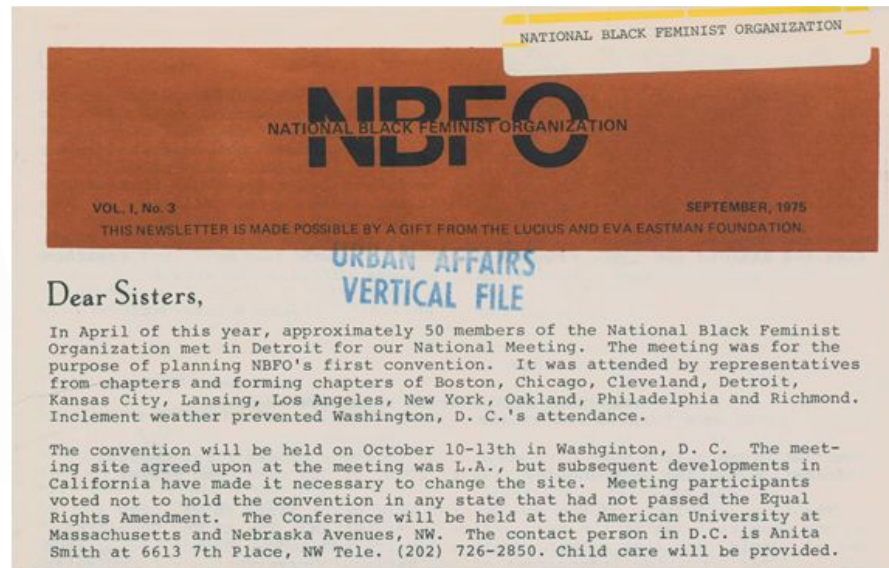 NATIONAL BLACK FEMINIST ORGANIZATION
NBFO
NATIONAL BLACK FEMINIST ORGANIZATION
VOL. I, No. 3
SEPTEMBER, 1975
THIS NEWSLETTER IS MADE POSSIBLE BY A GIFT FROM THE LUCIUS AND EVA EASTMAN FOUNDATION.
URBAN AFFAIRS
VERTICAL FILE
Dear Sisters,
In April of this year, approximately 50 members of the National Black Feminist
Organization met in Detroit for our National Meeting. The meeting was for the
purpose of planning NBFO's first convention. It was attended by representatives
from chapters and forming chapters of Boston, Chicago, Cleveland, Detroit,
Kansas City, Lansing, Los Angeles, New York, Oakland, Philadelphia and Richmond.
Inclement weather prevented Washington, D. C.'s attendance.
The convention will be held on October 10-13th in Washginton, D. C. The meet-
ing site agreed upon at the meeting was L.A., but subsequent developments in
California have made it necessary to change the site. Meeting participants
voted not to hold the convention in any state that had not passed the Equal
Rights Amendment. The Conference will be held at the American University at
Massachusetts and Nebraska Avenues, NW. The contact person in D.C. is Anita
Smith at 6613 7th Place, NW Tele. (202) 726-2850. Child care will be provided.